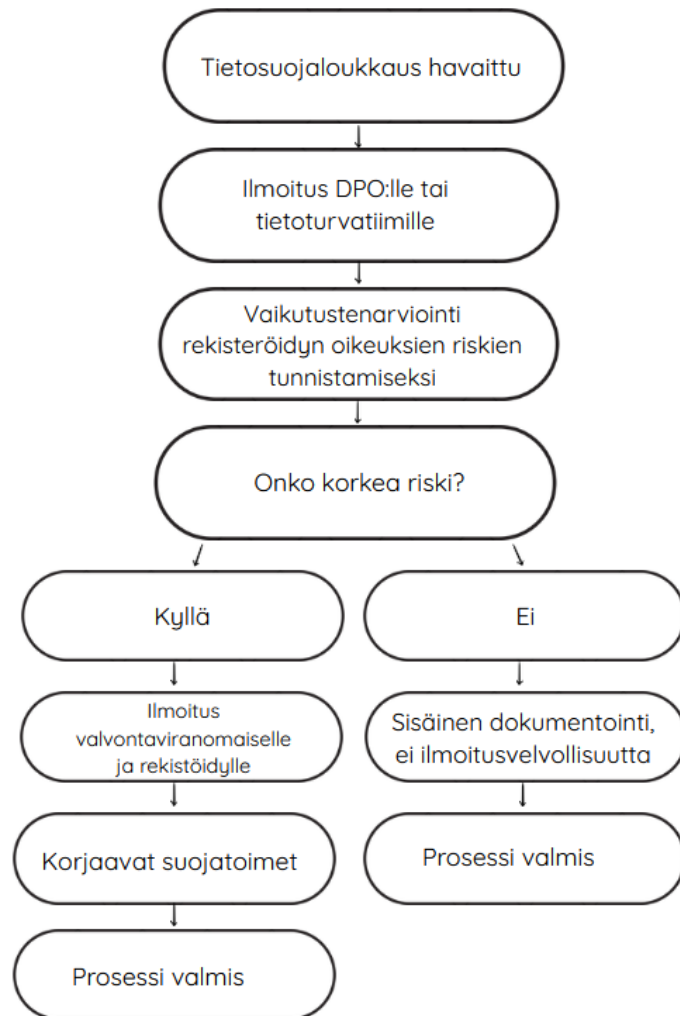 Tietosuojaloukkaus havaittu
Ilmoitus DPO:lle tai
tietoturvatiimille
Vaikutustenarviointi
rekisteröidyn oikeuksien riskien
tunnistamiseksi
Onko korkea riski?
Kyllä
Ei
Ilmoitus
valvontaviranomaiselle
ja rekistöidylle
Sisäinen dokumentointi,
ei ilmoitusvelvollisuutta
Korjaavat suojatoimet
Prosessi valmis
Prosessi valmis